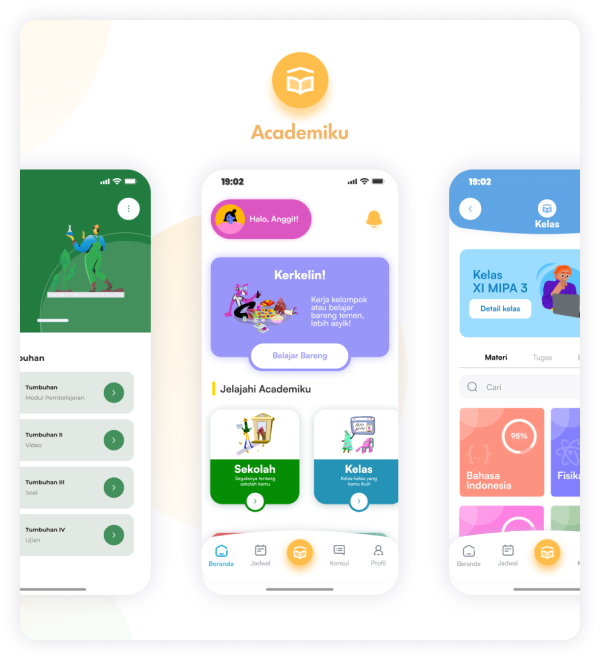 Academiku
buhan
Tumbuhan
Modul Pembelajaran
Tumbuhan II
Video
Tumbuhan III
Soal
Tumbuhan IV
Ujian
19:02
Halo, Anggit!
Kerkelin!
Kerja kelompok
atau belajar
bareng temen,
lebih asyik!
Belajar Bareng
Jelajahi Academiku
Sekolah
Segalanya tentang
sekolah kamu
Kelas
Kelas-kelas yang
kamu ikuti
Beranda
Jadwal
Konsul
Profil
19:02
Kelas
Kelas
XI MIPA 3
Detail kelas
Materi
Tugas
Cari
95%
{...}
Bahasa
Indonesia
Fisika
Beranda
Jadwal